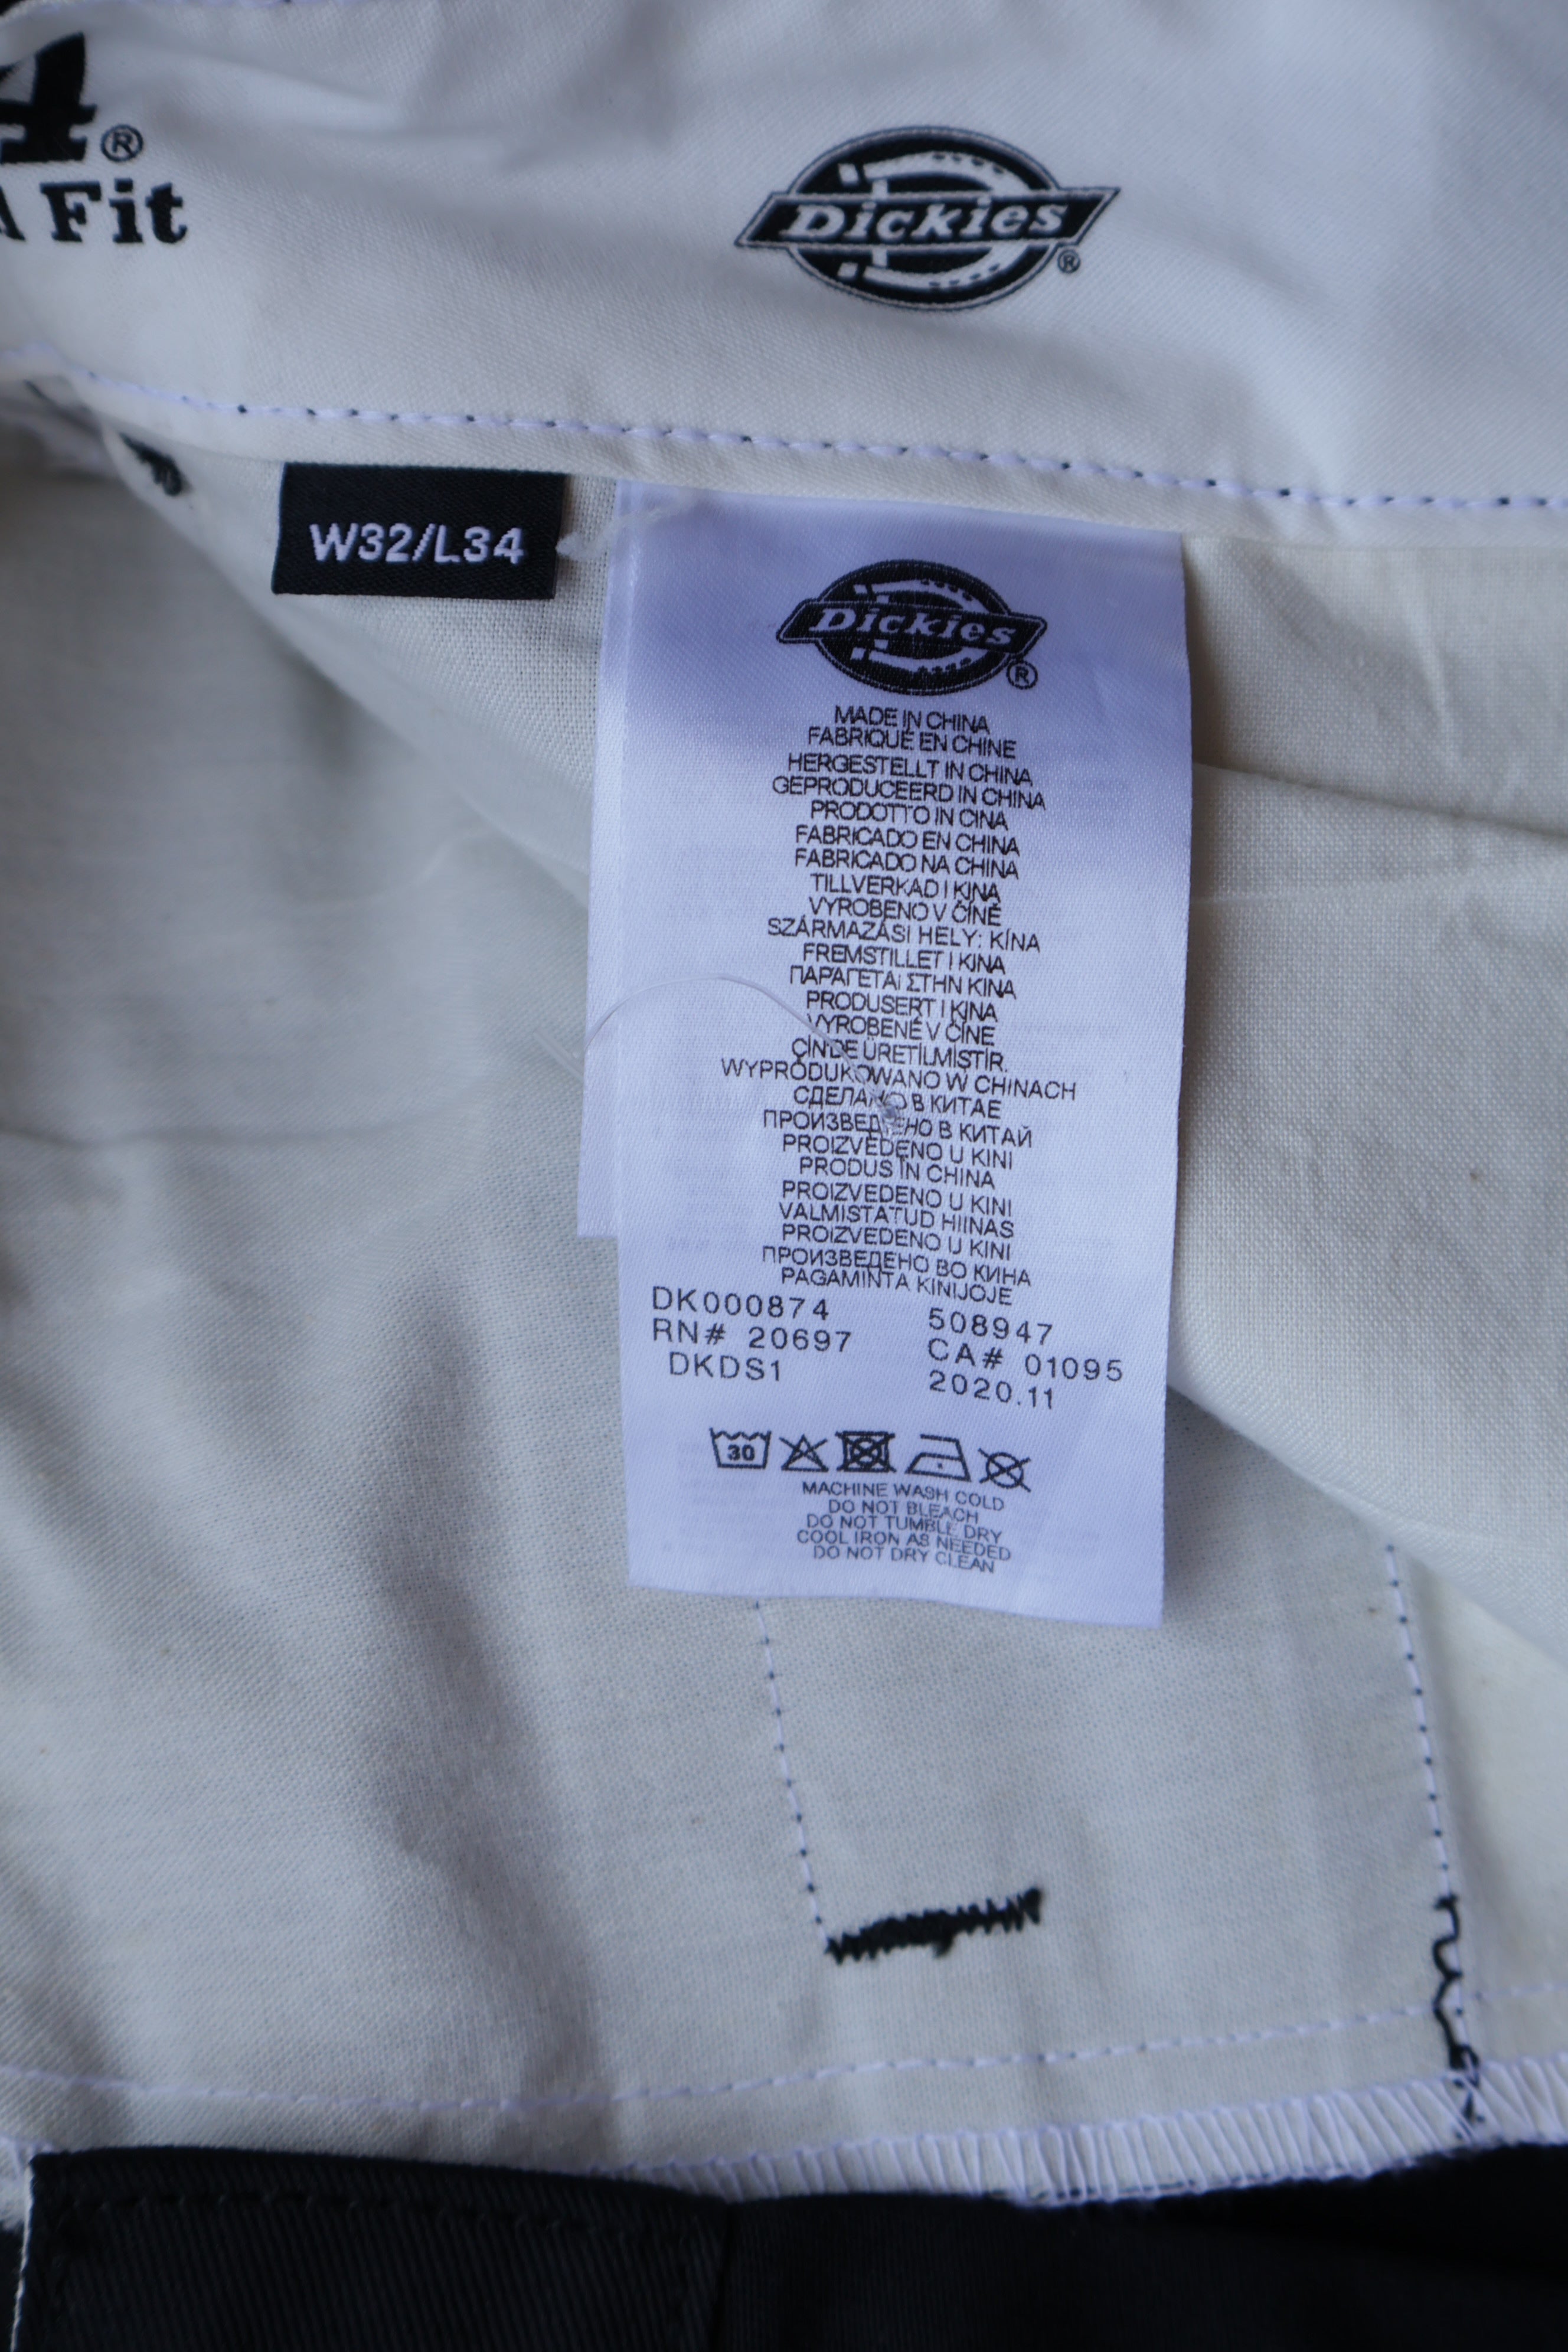 4®
Fit
Dickies®
W32/L34
Dickies®
MADE IN CHINA
FABRIQUÉ EN CHINE
HERGESTELLT IN CHINA
GEPRODUCEERD IN CHINA
PRODOTTO IN CINA
FABRICADO EN CHINA
FABRICADO NA CHINA
TILLVERKAD I KINA
VYROBENO V ČÍNĚ
SZÁRMAZÁSI HELY: KÍNA
FREMSTILLET I KINA
ΠΑΡΑΓΕΤΑί ΣΤΗΝ ΚΙΝΑ
PRODUSERT I KINA
VYROBENÉ V ČÍNE
ÇİN'DE ÜRETİLMİŞTİR.
WYPRODUKOWANO W CHINACH
СДЕЛАНО В КИТАЕ
ПРОИЗВЕДЕНО В КИТАЙ
PROIZVEDENO U KINI
PRODUS ÎN CHINA
PROIZVEDENO U KINI
VALMISTATUD HIINAS
PROIZVEDENO U KINI
ПРОИЗВЕДЕНО ВО КИНА
PAGAMINTA KINIJOJE
DK000874 508947
RN# 20697 CA# 01095
DKDS1 2020.11
30
MACHINE WASH COLD
DO NOT BLEACH
DO NOT TUMBLE DRY
COOL IRON AS NEEDED
DO NOT DRY CLEAN